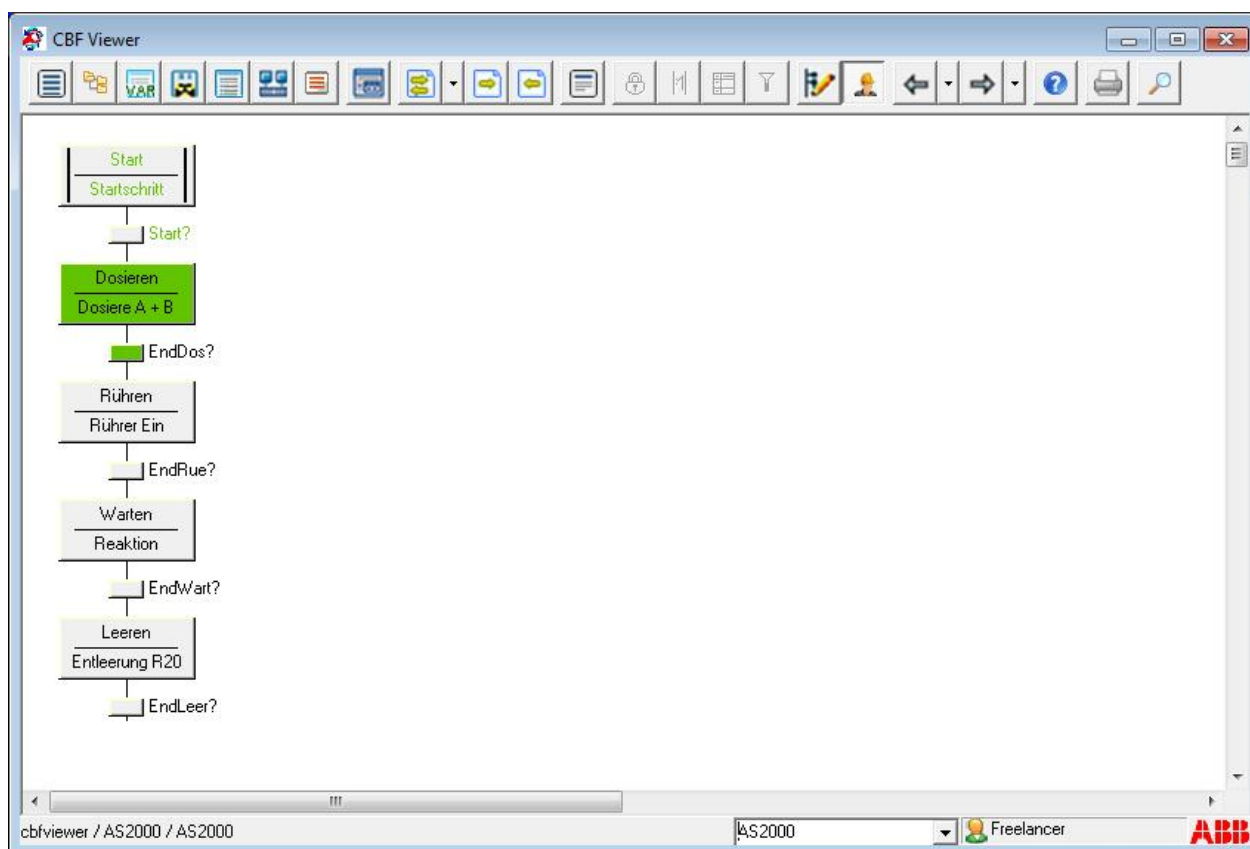 CBF Viewer
VAR
Start
Startschritt
Start?
Dosieren
Dosiere A + B
EndDos?
Rühren
Rührer Ein
EndRue?
Warten
Reaktion
EndWart?
Leeren
Entleerung R20
EndLeer?
cbfviewer / AS2000 / AS2000
AS2000
Freelancer
ABB